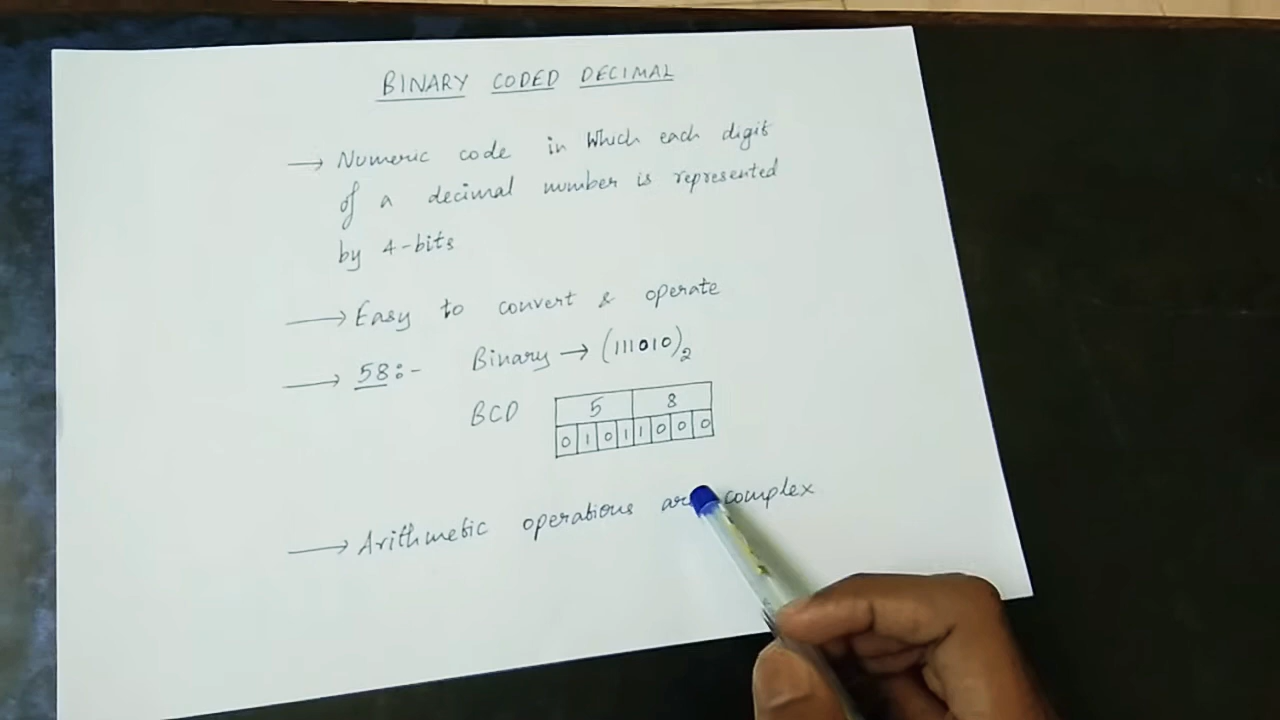 BINARY CODED DECIMAL
→ Numeric code in which each digit
of a decimal number is represented
by 4-bits
→ Easy to convert & operate
→ 58:- Binary → (111010)₂
BCD 5 8
0 1 0 1 1 0 0 0
→ Arithmetic operations are complex